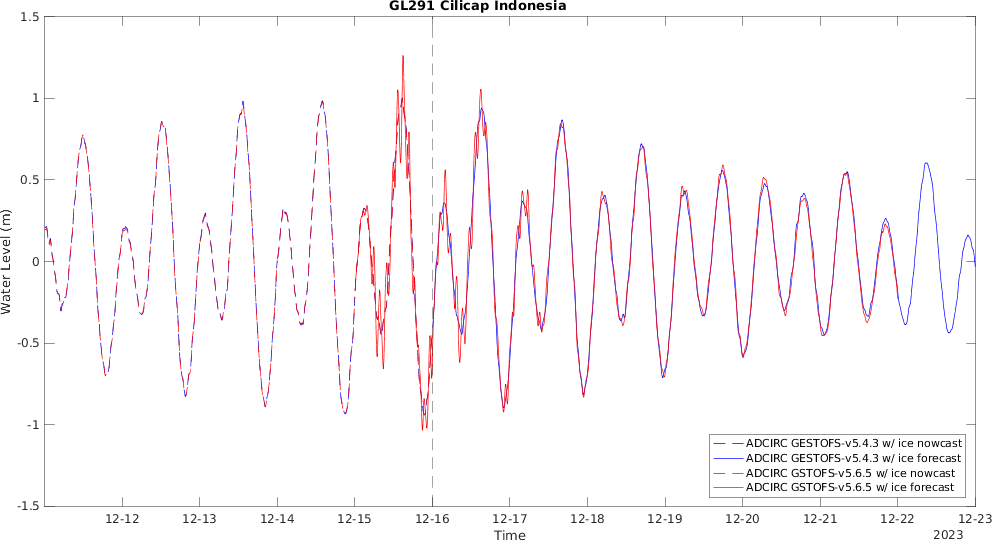 GL291 Cilicap Indonesia
1.5
1
0.5
0
-0.5
-1
-1.5
Water Level (m)
12-12
12-13
12-14
12-15
12-16
12-17
12-18
12-19
12-20
12-21
12-22
12-23
Time
2023
ADCIRC GESTOFS-v5.4.3 w/ ice nowcast
ADCIRC GESTOFS-v5.4.3 w/ ice forecast
ADCIRC GSTOFS-v5.6.5 w/ ice nowcast
ADCIRC GSTOFS-v5.6.5 w/ ice forecast